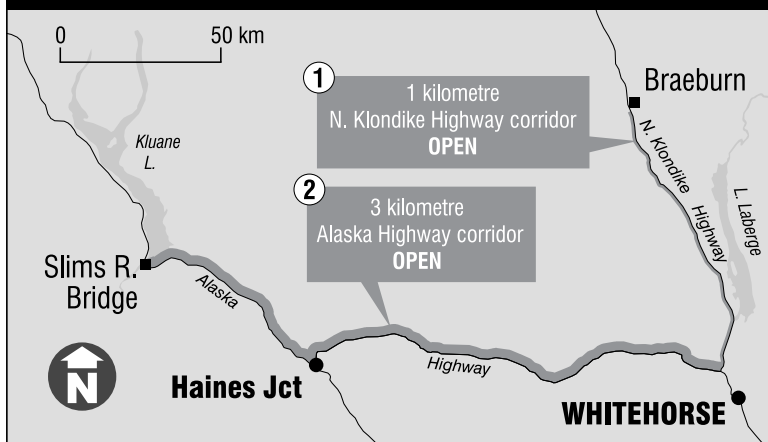 0 50 km
1
1 kilometre
N. Klondike Highway corridor
OPEN
Braeburn
Kluane
L.
N. Klondike Highway
L. Laberge
2
3 kilometre
Alaska Highway corridor
OPEN
Slims R.
Bridge
Alaska
Highway
N
Haines Jct
WHITEHORSE